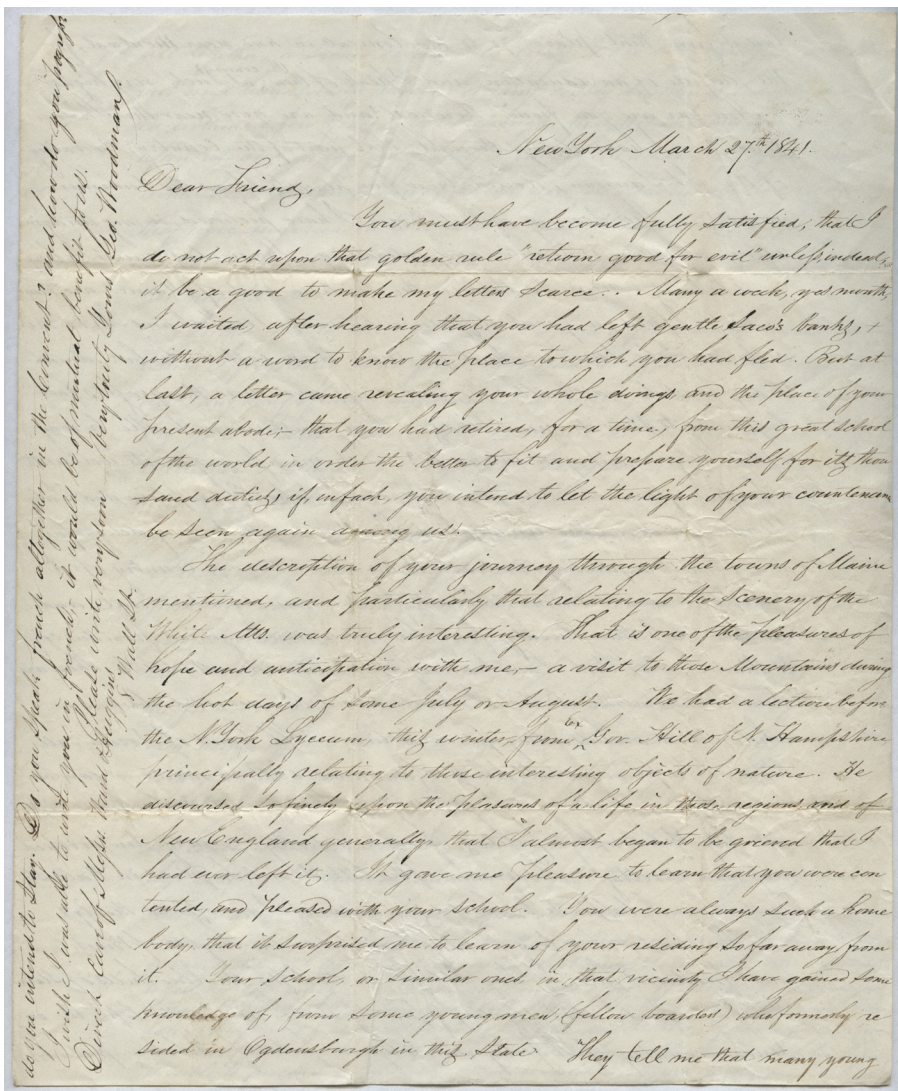 New York March 27.th 1841.
Dear Friend,
You must have become fully satisfied, that I
do not act upon that golden rule "return good for evil" unless indeed,
it be a good to make my letters scarce. Many a week, yes month,
I waited, after hearing that you had left gentle Saco's banks, +
without a word to know the place to which you had fled. But at
last, a letter came revealing your whole doings and the place of your
present abode;– that you had retired, for a time, from this great school
of the world in order the better to fit and prepare yourself for its thou
sand duties, if, in fact, you intend to let the light of your countenance
be seen again among us.
The description of your journey through the towns of Maine
mentioned, and particularly that relating to the scenery of the
White Mts. was truly interesting. That is one of the pleasures of
hope and anticipation with me,– a visit to those Mountains during
the hot days of some July or August. We had a lecture before
the N. York Lyceum, this winter, from Ex Gov. Hill of N. Hampshire
principally relating to those interesting objects of nature. He
discoursed so finely upon the pleasures of a life in those regions, and of
New England generally, that I almost began to be grieved that I
had ever left it. It gave me pleasure to learn that you were con
tented, and pleased with your school. You were always such a home
body, that it surprised me to learn of your residing so far away from
it. Your school, or similar ones, in that vicinity I have gained some
knowledge of, from some young men (fellow boarders) who formerly re
sided in Ogdensburgh in this State. They tell me that many young
do you intend to stay. Do you speak french altogether in the Convent? and how do you progress
I wish I was able to write you in french,– it would be of mutual benefit to us.
Please write very soon Very truly Yours Geo. Woodman.
Direct Care of Messrs. Wand Higgins
Wall St.